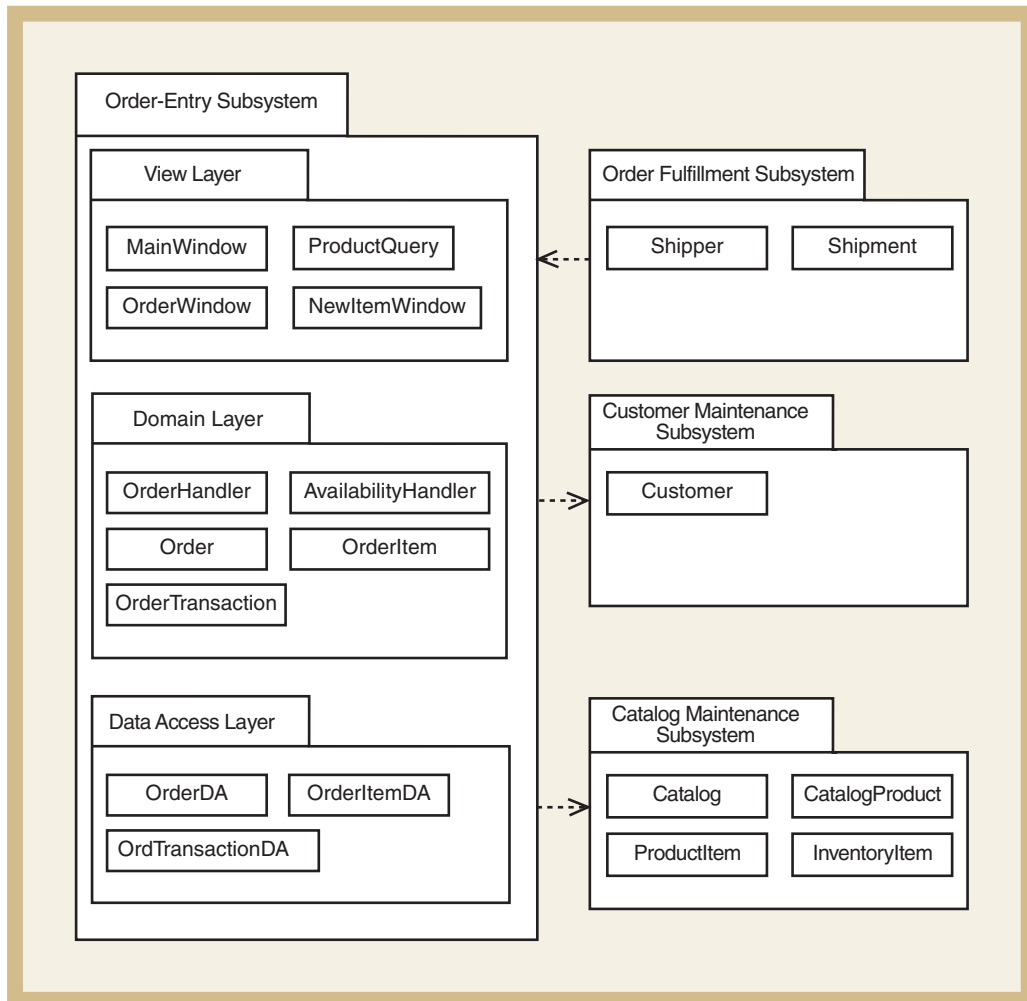 Order-Entry Subsystem
View Layer
MainWindow
ProductQuery
OrderWindow
NewItemWindow
Domain Layer
OrderHandler
AvailabilityHandler
Order
OrderItem
OrderTransaction
Data Access Layer
OrderDA
OrderItemDA
OrdTransactionDA
Order Fulfillment Subsystem
Shipper
Shipment
Customer Maintenance
Subsystem
Customer
Catalog Maintenance
Subsystem
Catalog
CatalogProduct
ProductItem
InventoryItem